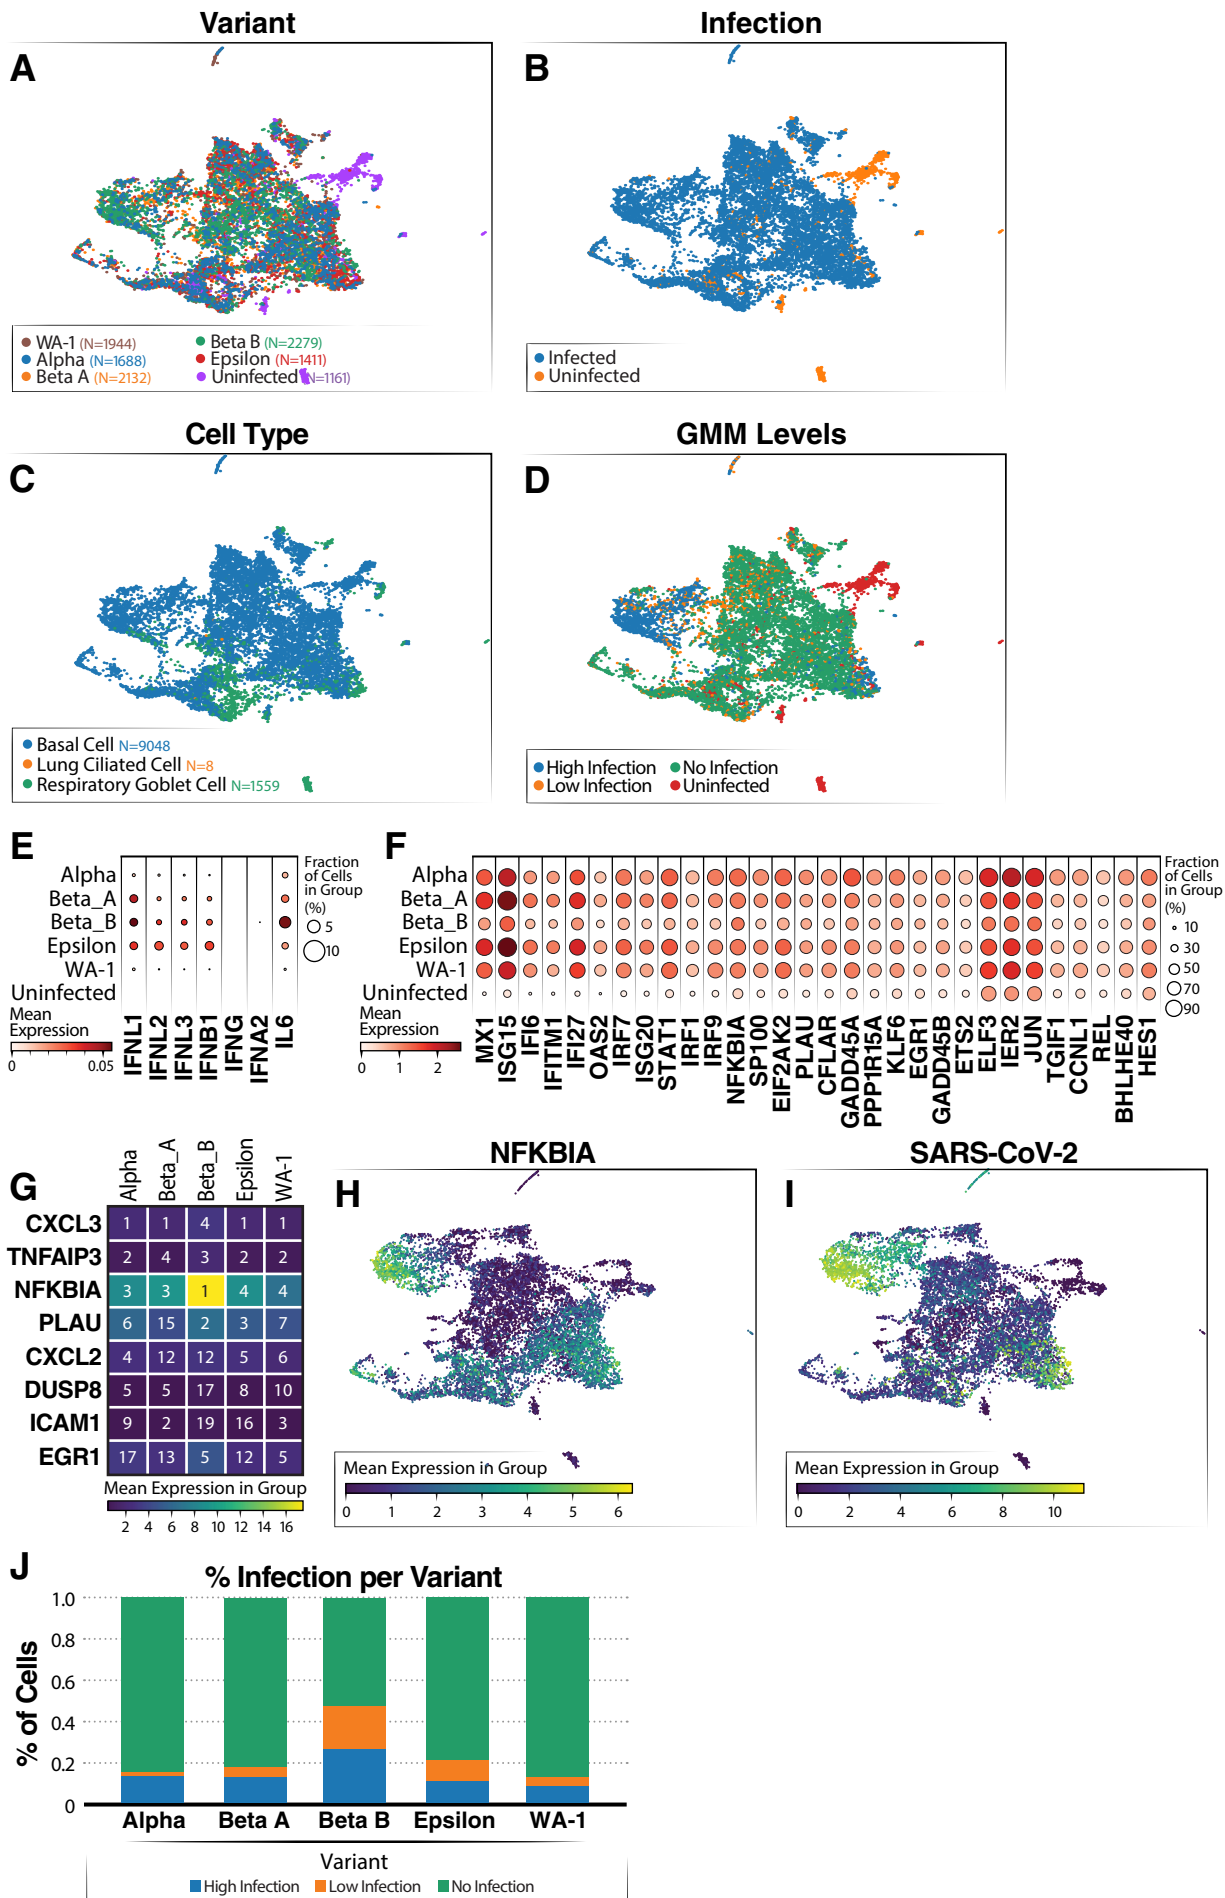 Variant
Infection
A
B
WA-1 (N=1944)
Alpha (N=1688)
Beta A (N=2132)
Beta B (N=2279)
Epsilon (N=1411)
Uninfected N=1161)
Infected
Uninfected
Cell Type
GMM Levels
C
D
Basal Cell N=9048
Lung Ciliated Cell N=8
Respiratory Goblet Cell N=1559
High Infection
No Infection
Low Infection
Uninfected
E
Alpha
Beta_A
Beta_B
Epsilon
WA-1
Uninfected
Fraction
of Cells
in Group
(%)
5
10
Mean
Expression
0 0.05
IFNL1 IFNL2 IFNL3 IFNB1 IFNG IFNA2 IL6
F
Alpha
Beta_A
Beta_B
Epsilon
WA-1
Uninfected
Fraction
of Cells
in Group
(%)
10
30
50
70
90
Mean
Expression
0 1 2
MX1 ISG15 IFI6 IFITM1 IFI27 OAS2 IRF7 ISG20 STAT1 IRF1 IRF9 NFKBIA SP100 EIF2AK2 PLAU CFLAR GADD45A PPP1R15A KLF6 EGR1 GADD45B ETS2 ELF3 IER2 JUN TGIF1 CCNL1 REL BHLHE40 HES1
G
Alpha Beta_A Beta_B Epsilon WA-1
CXCL3 1 1 4 1 1
TNFAIP3 2 4 3 2 2
NFKBIA 3 3 1 4 4
PLAU 6 15 2 3 7
CXCL2 4 12 12 5 6
DUSP8 5 5 17 8 10
ICAM1 9 2 19 16 3
EGR1 17 13 5 12 5
Mean Expression in Group
2 4 6 8 10 12 14 16
NFKBIA
H
Mean Expression in Group
0 1 2 3 4 5 6
SARS-CoV-2
I
Mean Expression in Group
0 2 4 6 8 10
J
% Infection per Variant
% of Cells
1.0
0.8
0.6
0.4
0.2
0
Alpha Beta A Beta B Epsilon WA-1
Variant
High Infection Low Infection No Infection